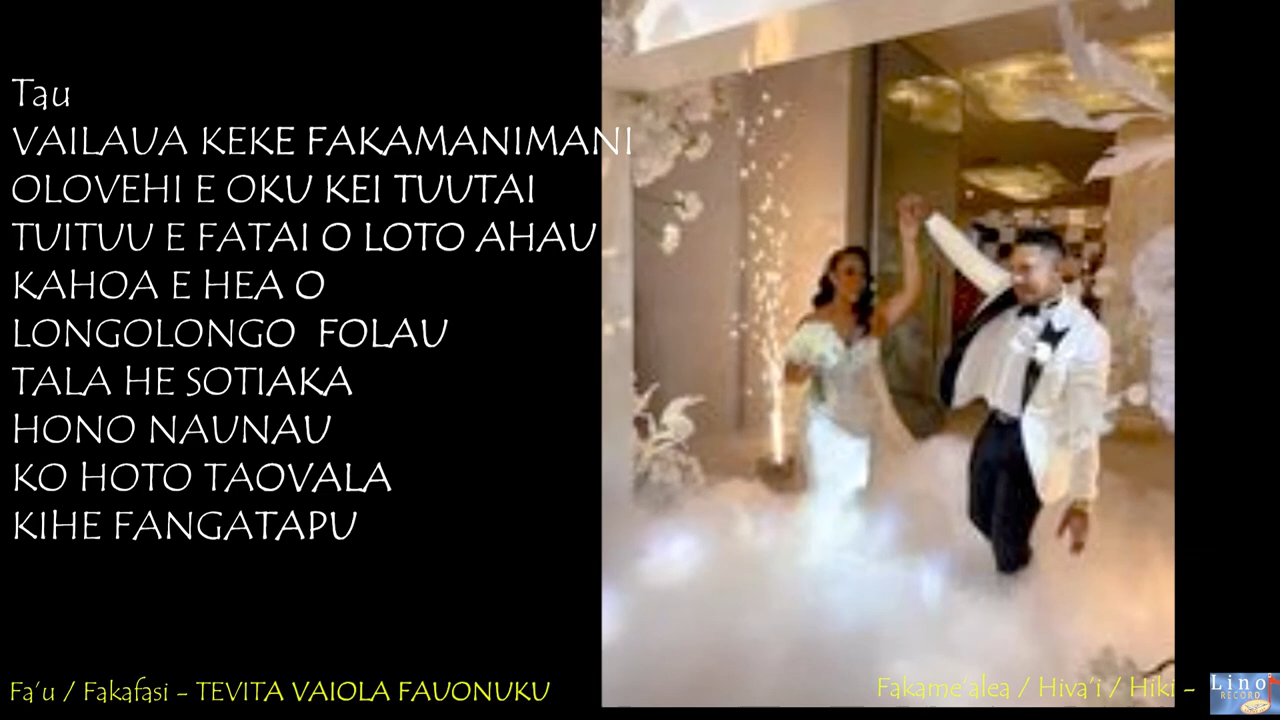 Tau
VAILAUA KEKE FAKAMANIMANI
OLOVEHI E OKU KEI TUUTAI
TUITUU E FATAI O LOTO AHAU
KAHOA E HEA O
LONGOLONGO FOLAU
TALA HE SOTIAKA
HONO NAUNAU
KO HOTO TAOVALA
KIHE FANGATAPU
Fa'u / Fakafasi - TEVITA VAIOLA FAUONUKU
Fakame'alea / Hiva'i / Hiki -
Lino
RECORD